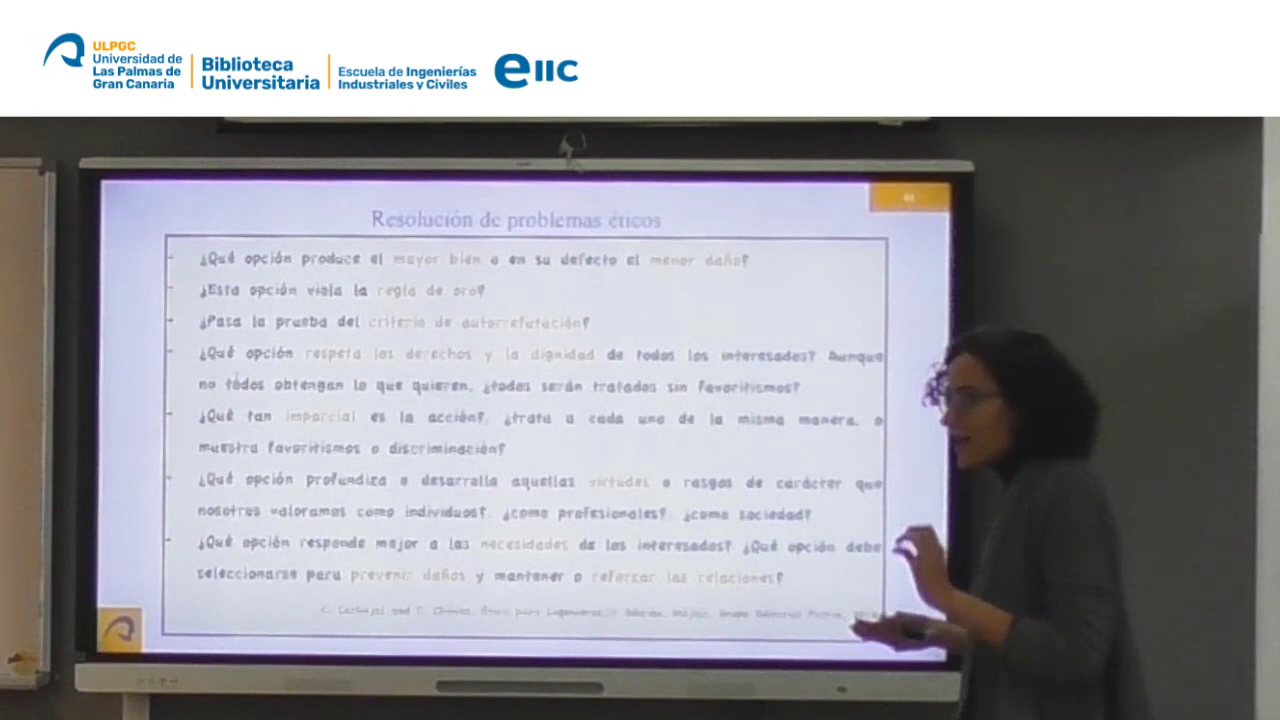 ULPGC
Universidad de
Las Palmas de
Gran Canaria
Biblioteca
Universitaria
Escuela de Ingenierías
Industriales y Civiles
eiic
Resolución de problemas éticos
¿Qué opción produce el mayor bien o en su defecto el menor daño?
¿Esta opción viola la regla de oro?
¿Pasa la prueba del criterio de autorrefutación?
¿Qué opción respeta los derechos y la dignidad de todos los interesados? Aunque
no todos obtengan lo que quieren, ¿todos serán tratados sin favoritismos?
¿Qué tan imparcial es la acción?, ¿trata a cada uno de la misma manera, o
muestra favoritismos o discriminación?
¿Qué opción profundiza o desarrolla aquellas virtudes o rasgos de carácter que
nosotros valoramos como individuos?, ¿como profesionales?, ¿como sociedad?
¿Qué opción responde mejor a las necesidades de los interesados? ¿Qué opción debe
seleccionarse para prevenir daños y mantener o reforzar las relaciones?